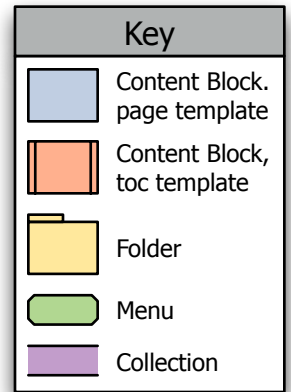 Key
Content Block.
page template
Content Block,
toc template
Folder
Menu
Collection